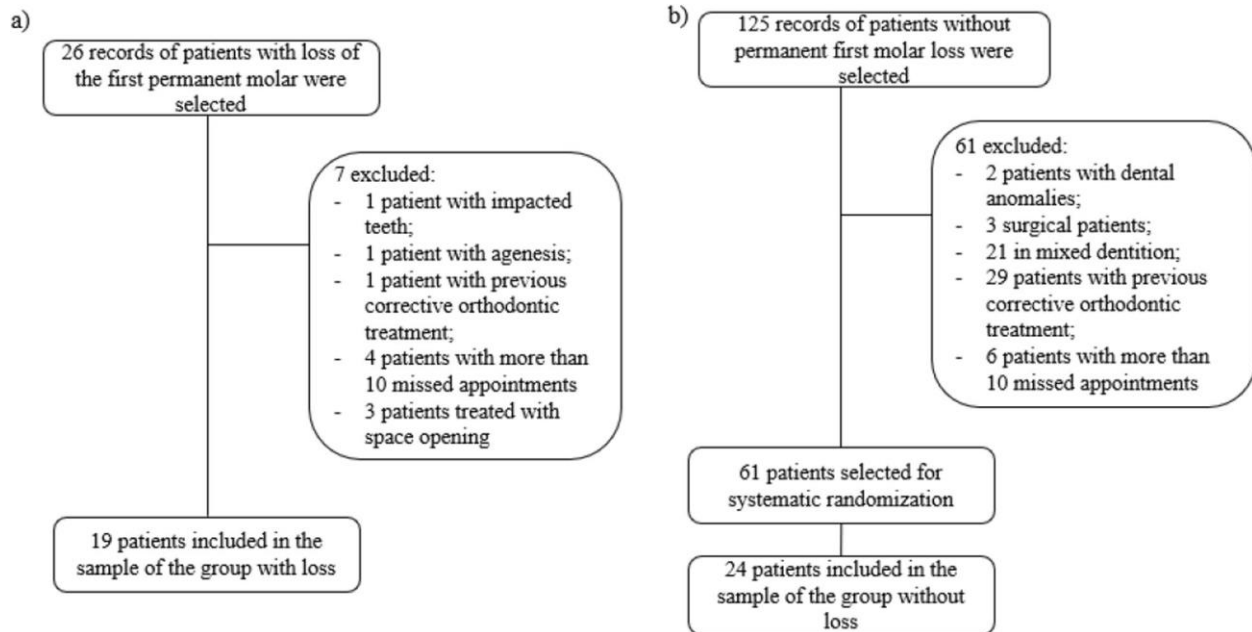 a)
26 records of patients with loss of
the first permanent molar were
selected
7 excluded:
- 1 patient with impacted
teeth;
- 1 patient with agenesis;
- 1 patient with previous
corrective orthodontic
treatment;
- 4 patients with more than
10 missed appointments
- 3 patients treated with
space opening
19 patients included in the
sample of the group with loss
b)
125 records of patients without
permanent first molar loss were
selected
61 excluded:
- 2 patients with dental
anomalies;
- 3 surgical patients;
- 21 in mixed dentition;
- 29 patients with previous
corrective orthodontic
treatment;
- 6 patients with more than
10 missed appointments
61 patients selected for
systematic randomization
24 patients included in the
sample of the group without
loss